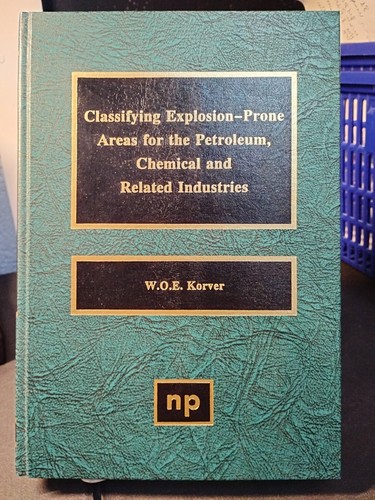 Classifying Explosion-Prone
Areas for the Petroleum,
Chemical and
Related Industries
W.O.E. Korver
np